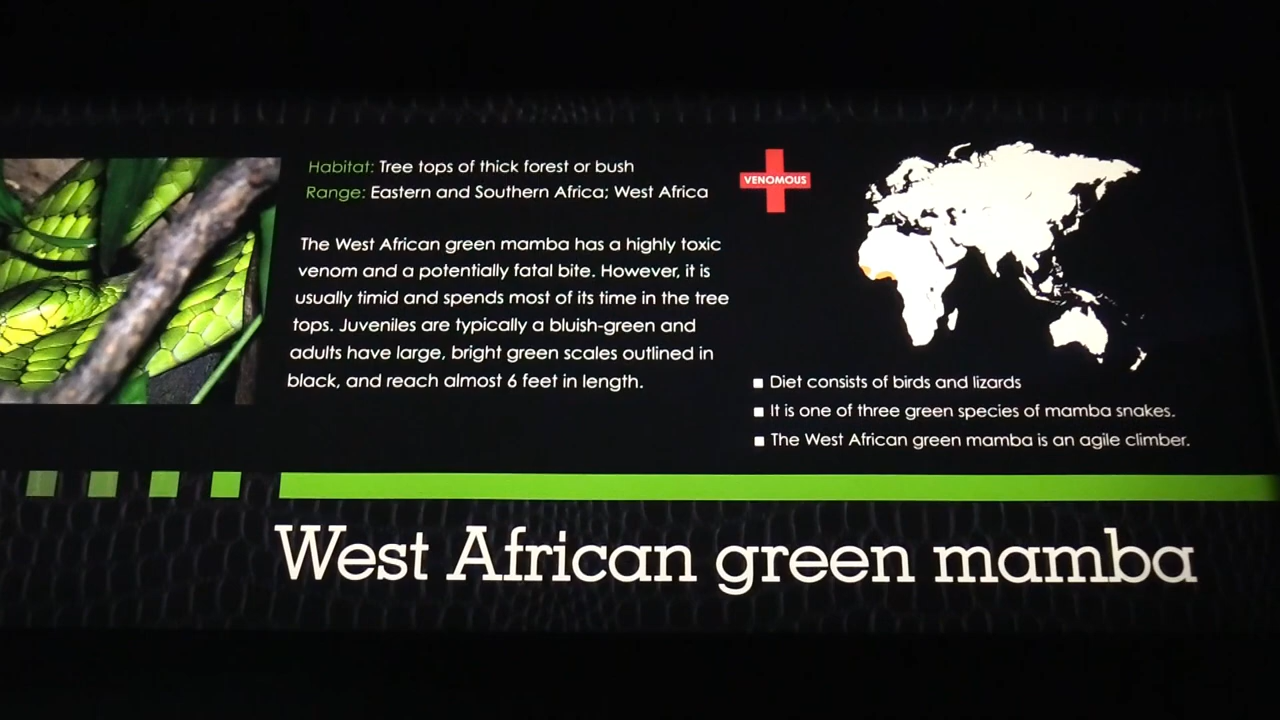 Habitat: Tree tops of thick forest or bush
Range: Eastern and Southern Africa; West Africa
The West African green mamba has a highly toxic
venom and a potentially fatal bite. However, it is
usually timid and spends most of its time in the tree
tops. Juveniles are typically a bluish-green and
adults have large, bright green scales outlined in
black, and reach almost 6 feet in length.
VENOMOUS
■ Diet consists of birds and lizards
■ It is one of three green species of mamba snakes.
■ The West African green mamba is an agile climber.
West African green mamba